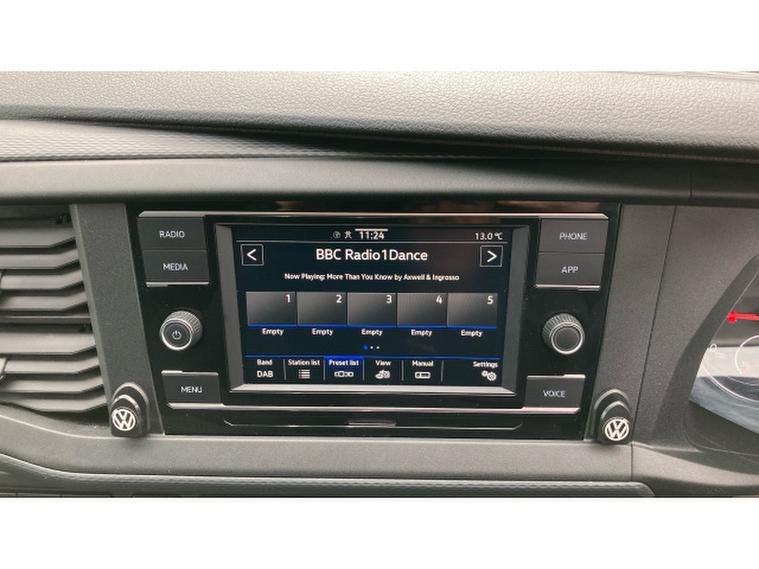 RADIO
MEDIA
MENU
PHONE
APP
VOICE
11:24
13.0 °C
<
BBC Radio1Dance
>
Now Playing: More Than You Know by Axwell & Ingrosso
1 2 3 4 5
Empty Empty Empty Empty Empty
Band Station list Preset list View Manual Settings
DAB